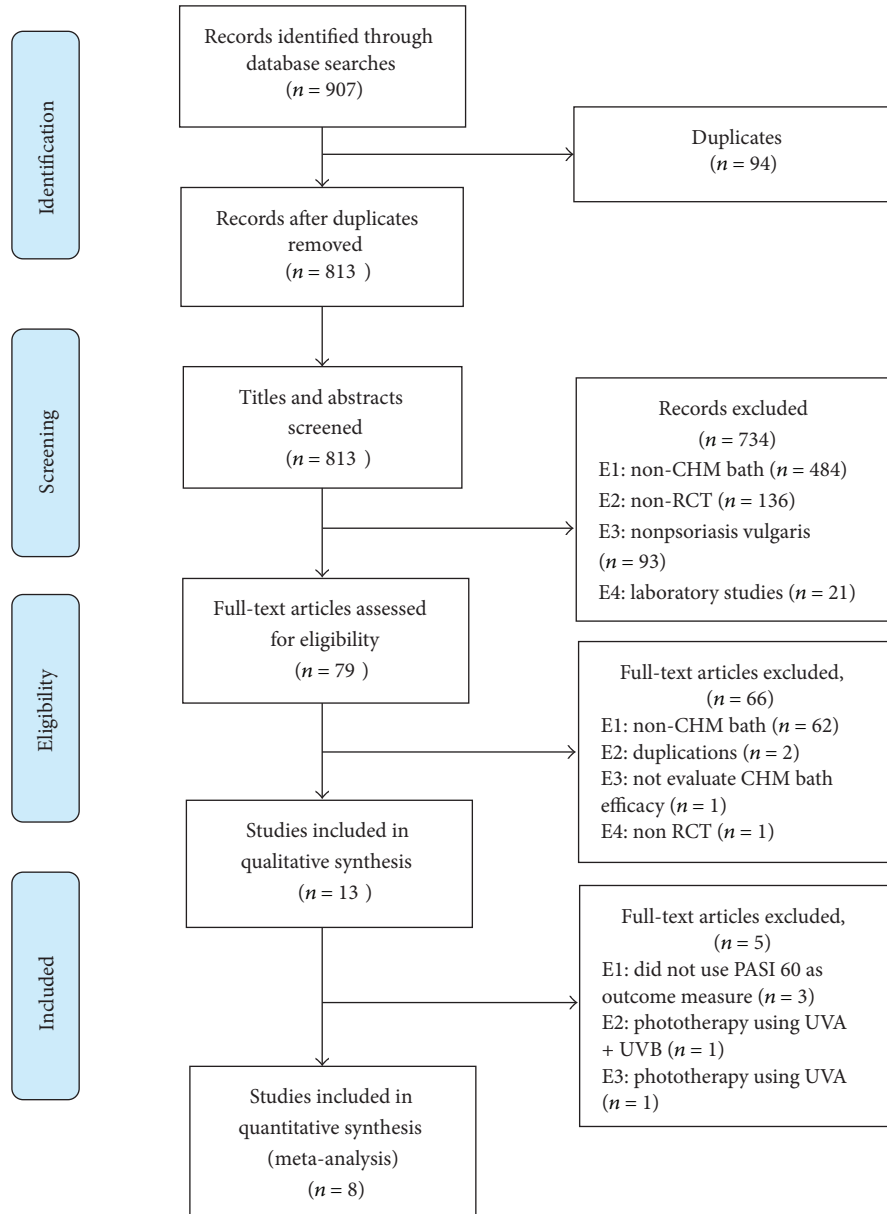 Identification
Records identified through
database searches
(n = 907)
Duplicates
(n = 94)
Records after duplicates
removed
(n = 813 )
Screening
Titles and abstracts
screened
(n = 813 )
Records excluded
(n = 734)
E1: non-CHM bath (n = 484)
E2: non-RCT (n = 136)
E3: nonpsoriasis vulgaris
(n = 93)
E4: laboratory studies (n = 21)
Eligibility
Full-text articles assessed
for eligibility
(n = 79 )
Full-text articles excluded,
(n = 66)
E1: non-CHM bath (n = 62)
E2: duplications (n = 2)
E3: not evaluate CHM bath
efficacy (n = 1)
E4: non RCT (n = 1)
Studies included in
qualitative synthesis
(n = 13 )
Included
Full-text articles excluded,
(n = 5)
E1: did not use PASI 60 as
outcome measure (n = 3)
E2: phototherapy using UVA
+ UVB (n = 1)
E3: phototherapy using UVA
(n = 1)
Studies included in
quantitative synthesis
(meta-analysis)
(n = 8)